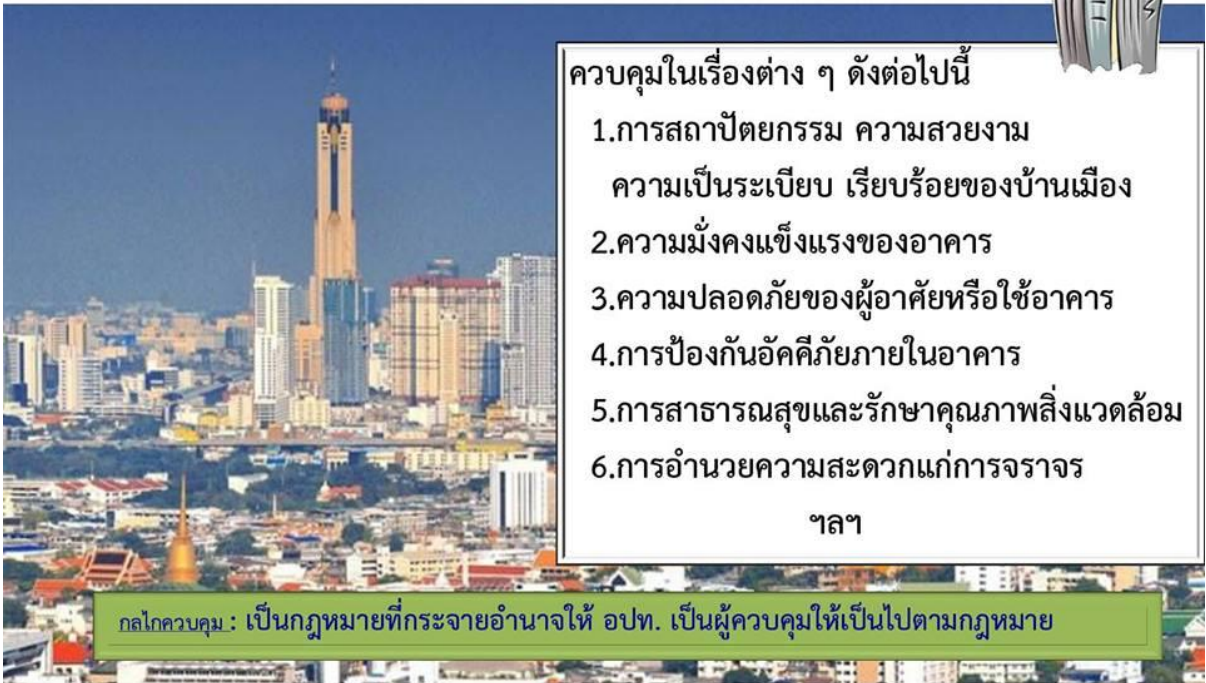 ควบคุมในเรื่องต่าง ๆ ดังต่อไปนี้
1.การสถาปัตยกรรม ความสวยงาม
ความเป็นระเบียบ เรียบร้อยของบ้านเมือง
2.ความมั่งคงแข็งแรงของอาคาร
3.ความปลอดภัยของผู้อาศัยหรือใช้อาคาร
4.การป้องกันอัคคีภัยภายในอาคาร
5.การสาธารณสุขและรักษาคุณภาพสิ่งแวดล้อม
6.การอำนวยความสะดวกแก่การจราจร
ฯลฯ
กลไกควบคุม : เป็นกฎหมายที่กระจายอำนาจให้ อปท. เป็นผู้ควบคุมให้เป็นไปตามกฎหมาย